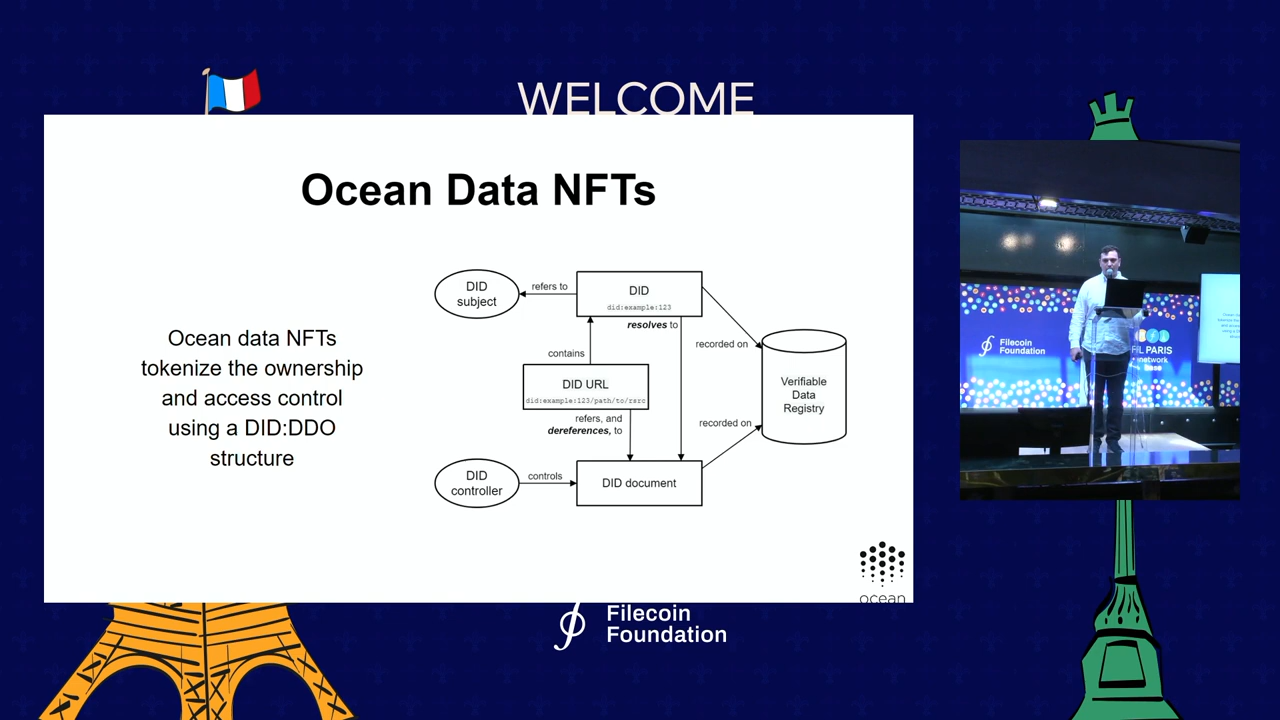 WELCOME
Ocean Data NFTs
Ocean data NFTs
tokenize the ownership
and access control
using a DID:DDO
structure
DID
subject
refers to
DID
did:example:123
resolves to
recorded on
contains
DID URL
did:example:123/path/to/rsrc
refers, and
dereferences, to
Verifiable
Data
Registry
recorded on
DID
controller
controls
DID document
ocean
Filecoin
Foundation
Filecoin
Foundation
FIL PARIS
network
base